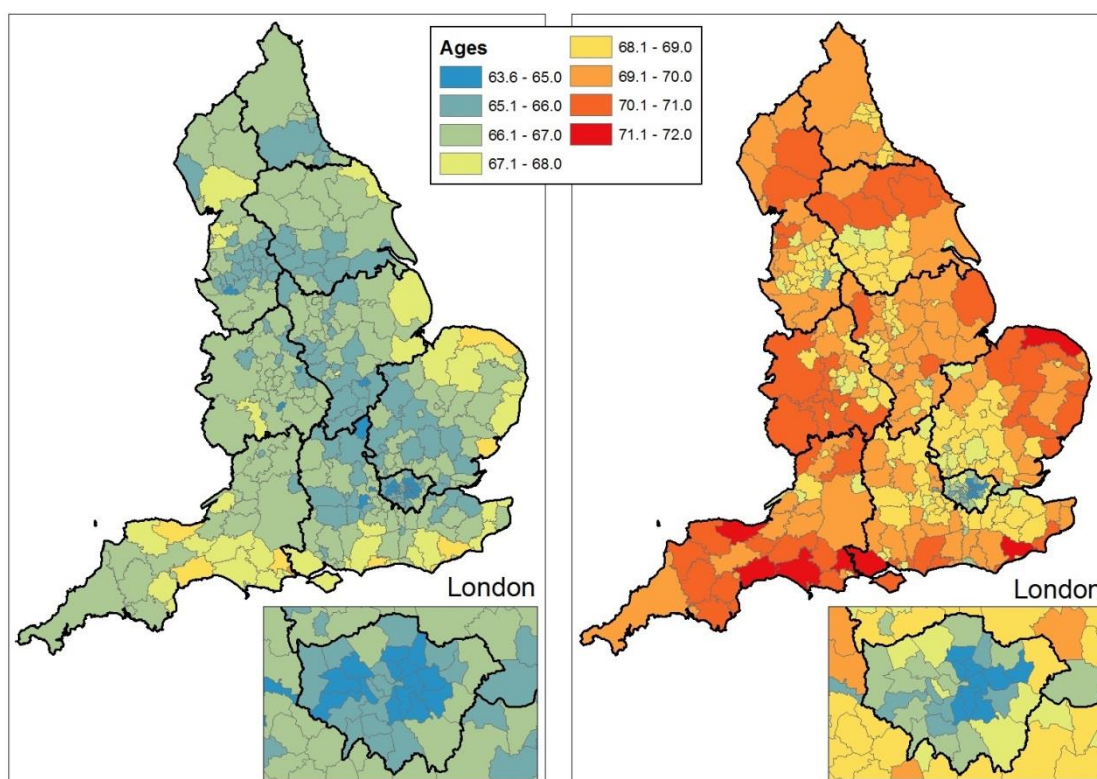 Ages
63.6 - 65.0
65.1 - 66.0
66.1 - 67.0
67.1 - 68.0
68.1 - 69.0
69.1 - 70.0
70.1 - 71.0
71.1 - 72.0
London
London